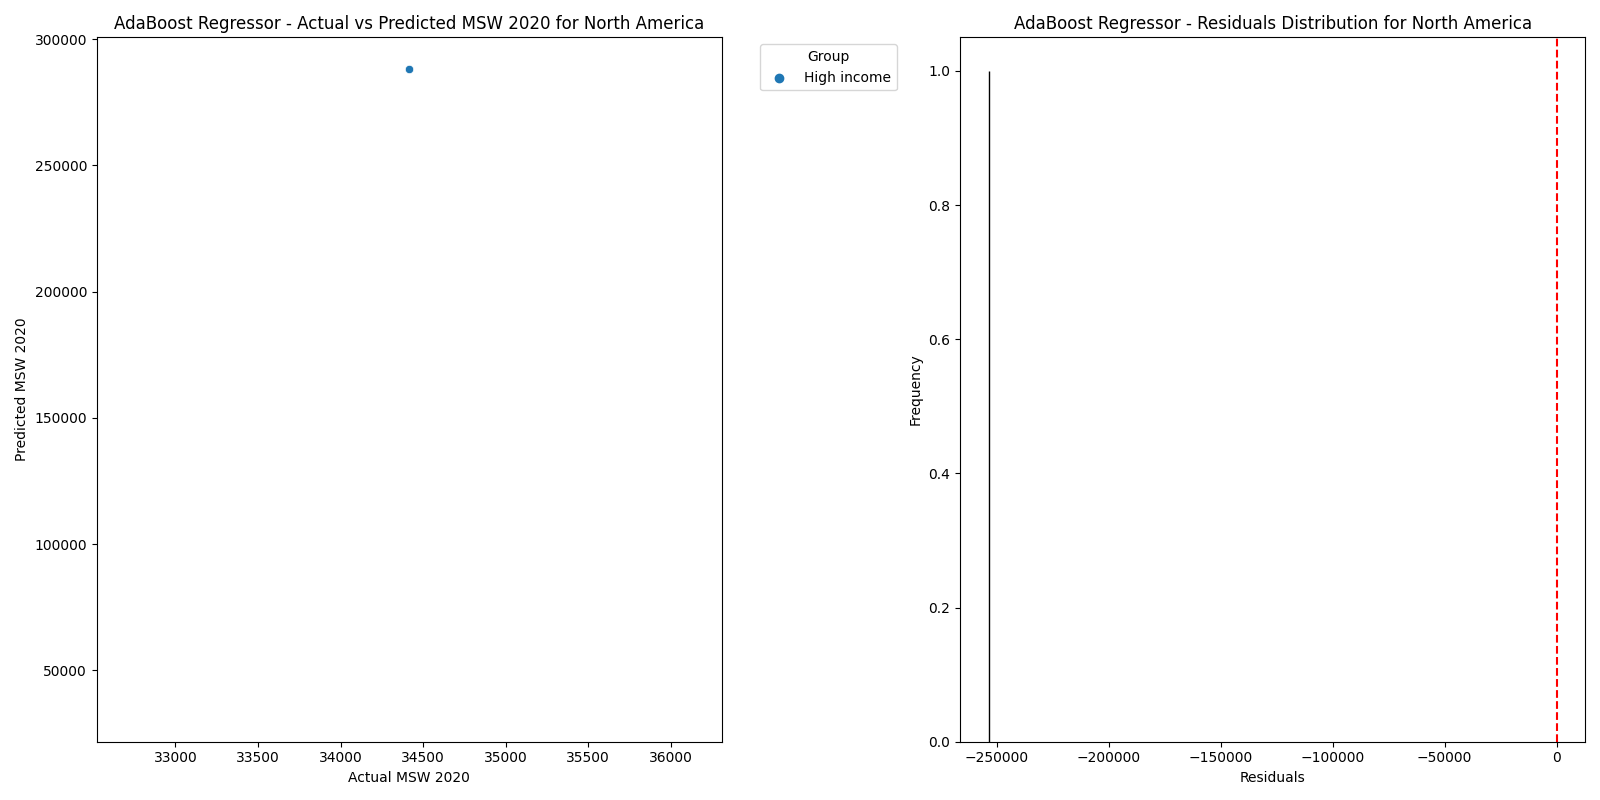 AdaBoost Regressor - Actual vs Predicted MSW 2020 for North America
300000
250000
200000
150000
100000
50000
Predicted MSW 2020
33000 33500 34000 34500 35000 35500 36000
Actual MSW 2020
Group
High income
AdaBoost Regressor - Residuals Distribution for North America
1.0
0.8
0.6
0.4
0.2
0.0
Frequency
−250000 −200000 −150000 −100000 −50000 0
Residuals